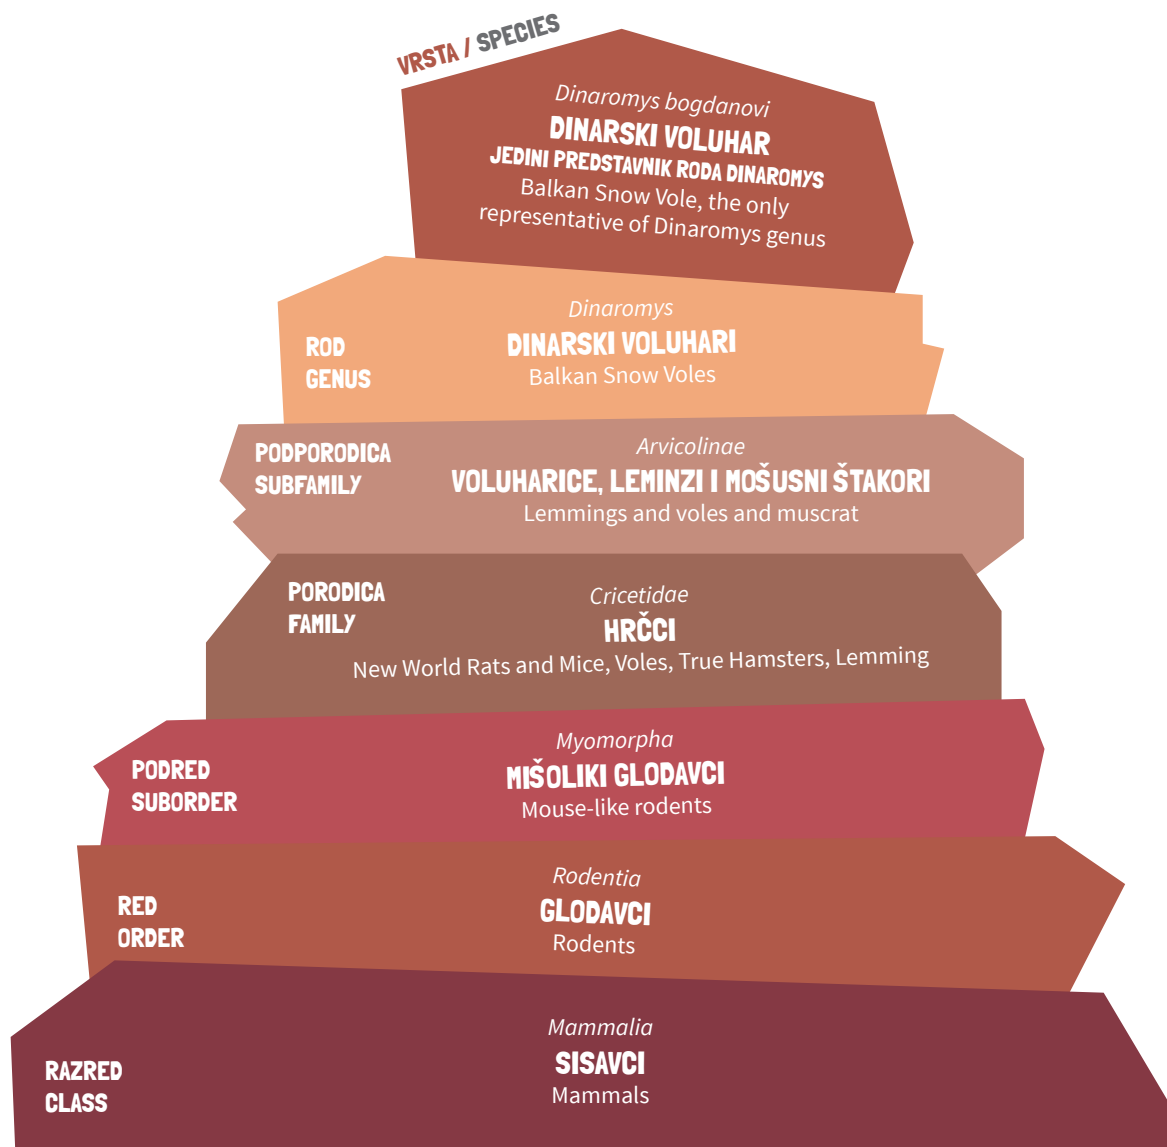 VRSTA / SPECIES
Dinaromys bogdanovi
DINARSKI VOLUHAR
JEDINI PREDSTAVNIK RODA DINAROMYS
Balkan Snow Vole, the only
representative of Dinaromys genus
ROD
GENUS
Dinaromys
DINARSKI VOLUHARI
Balkan Snow Voles
PODPORODICA
SUBFAMILY
Arvicolinae
VOLUHARICE, LEMINZI I MOŠUSNI ŠTAKORI
Lemmings and voles and muscrat
PORODICA
FAMILY
Cricetidae
HRČCI
New World Rats and Mice, Voles, True Hamsters, Lemming
PODRED
SUBORDER
Myomorpha
MIŠOLIKI GLODAVCI
Mouse-like rodents
RED
ORDER
Rodentia
GLODAVCI
Rodents
RAZRED
CLASS
Mammalia
SISAVCI
Mammals